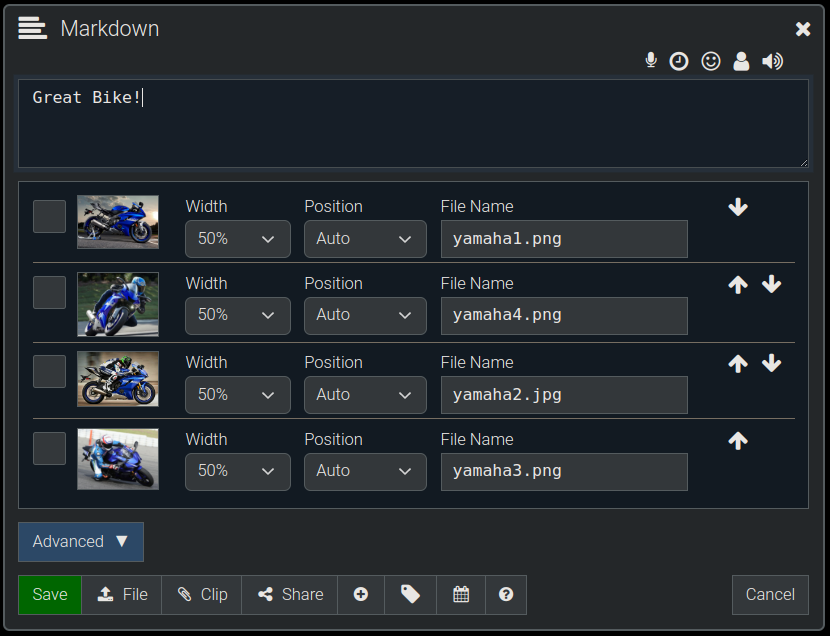 Markdown
Great Bike!
Width Position File Name
50% Auto yamaha1.png
Width Position File Name
50% Auto yamaha4.png
Width Position File Name
50% Auto yamaha2.jpg
Width Position File Name
50% Auto yamaha3.png
Advanced ▼
Save File Clip Share Cancel